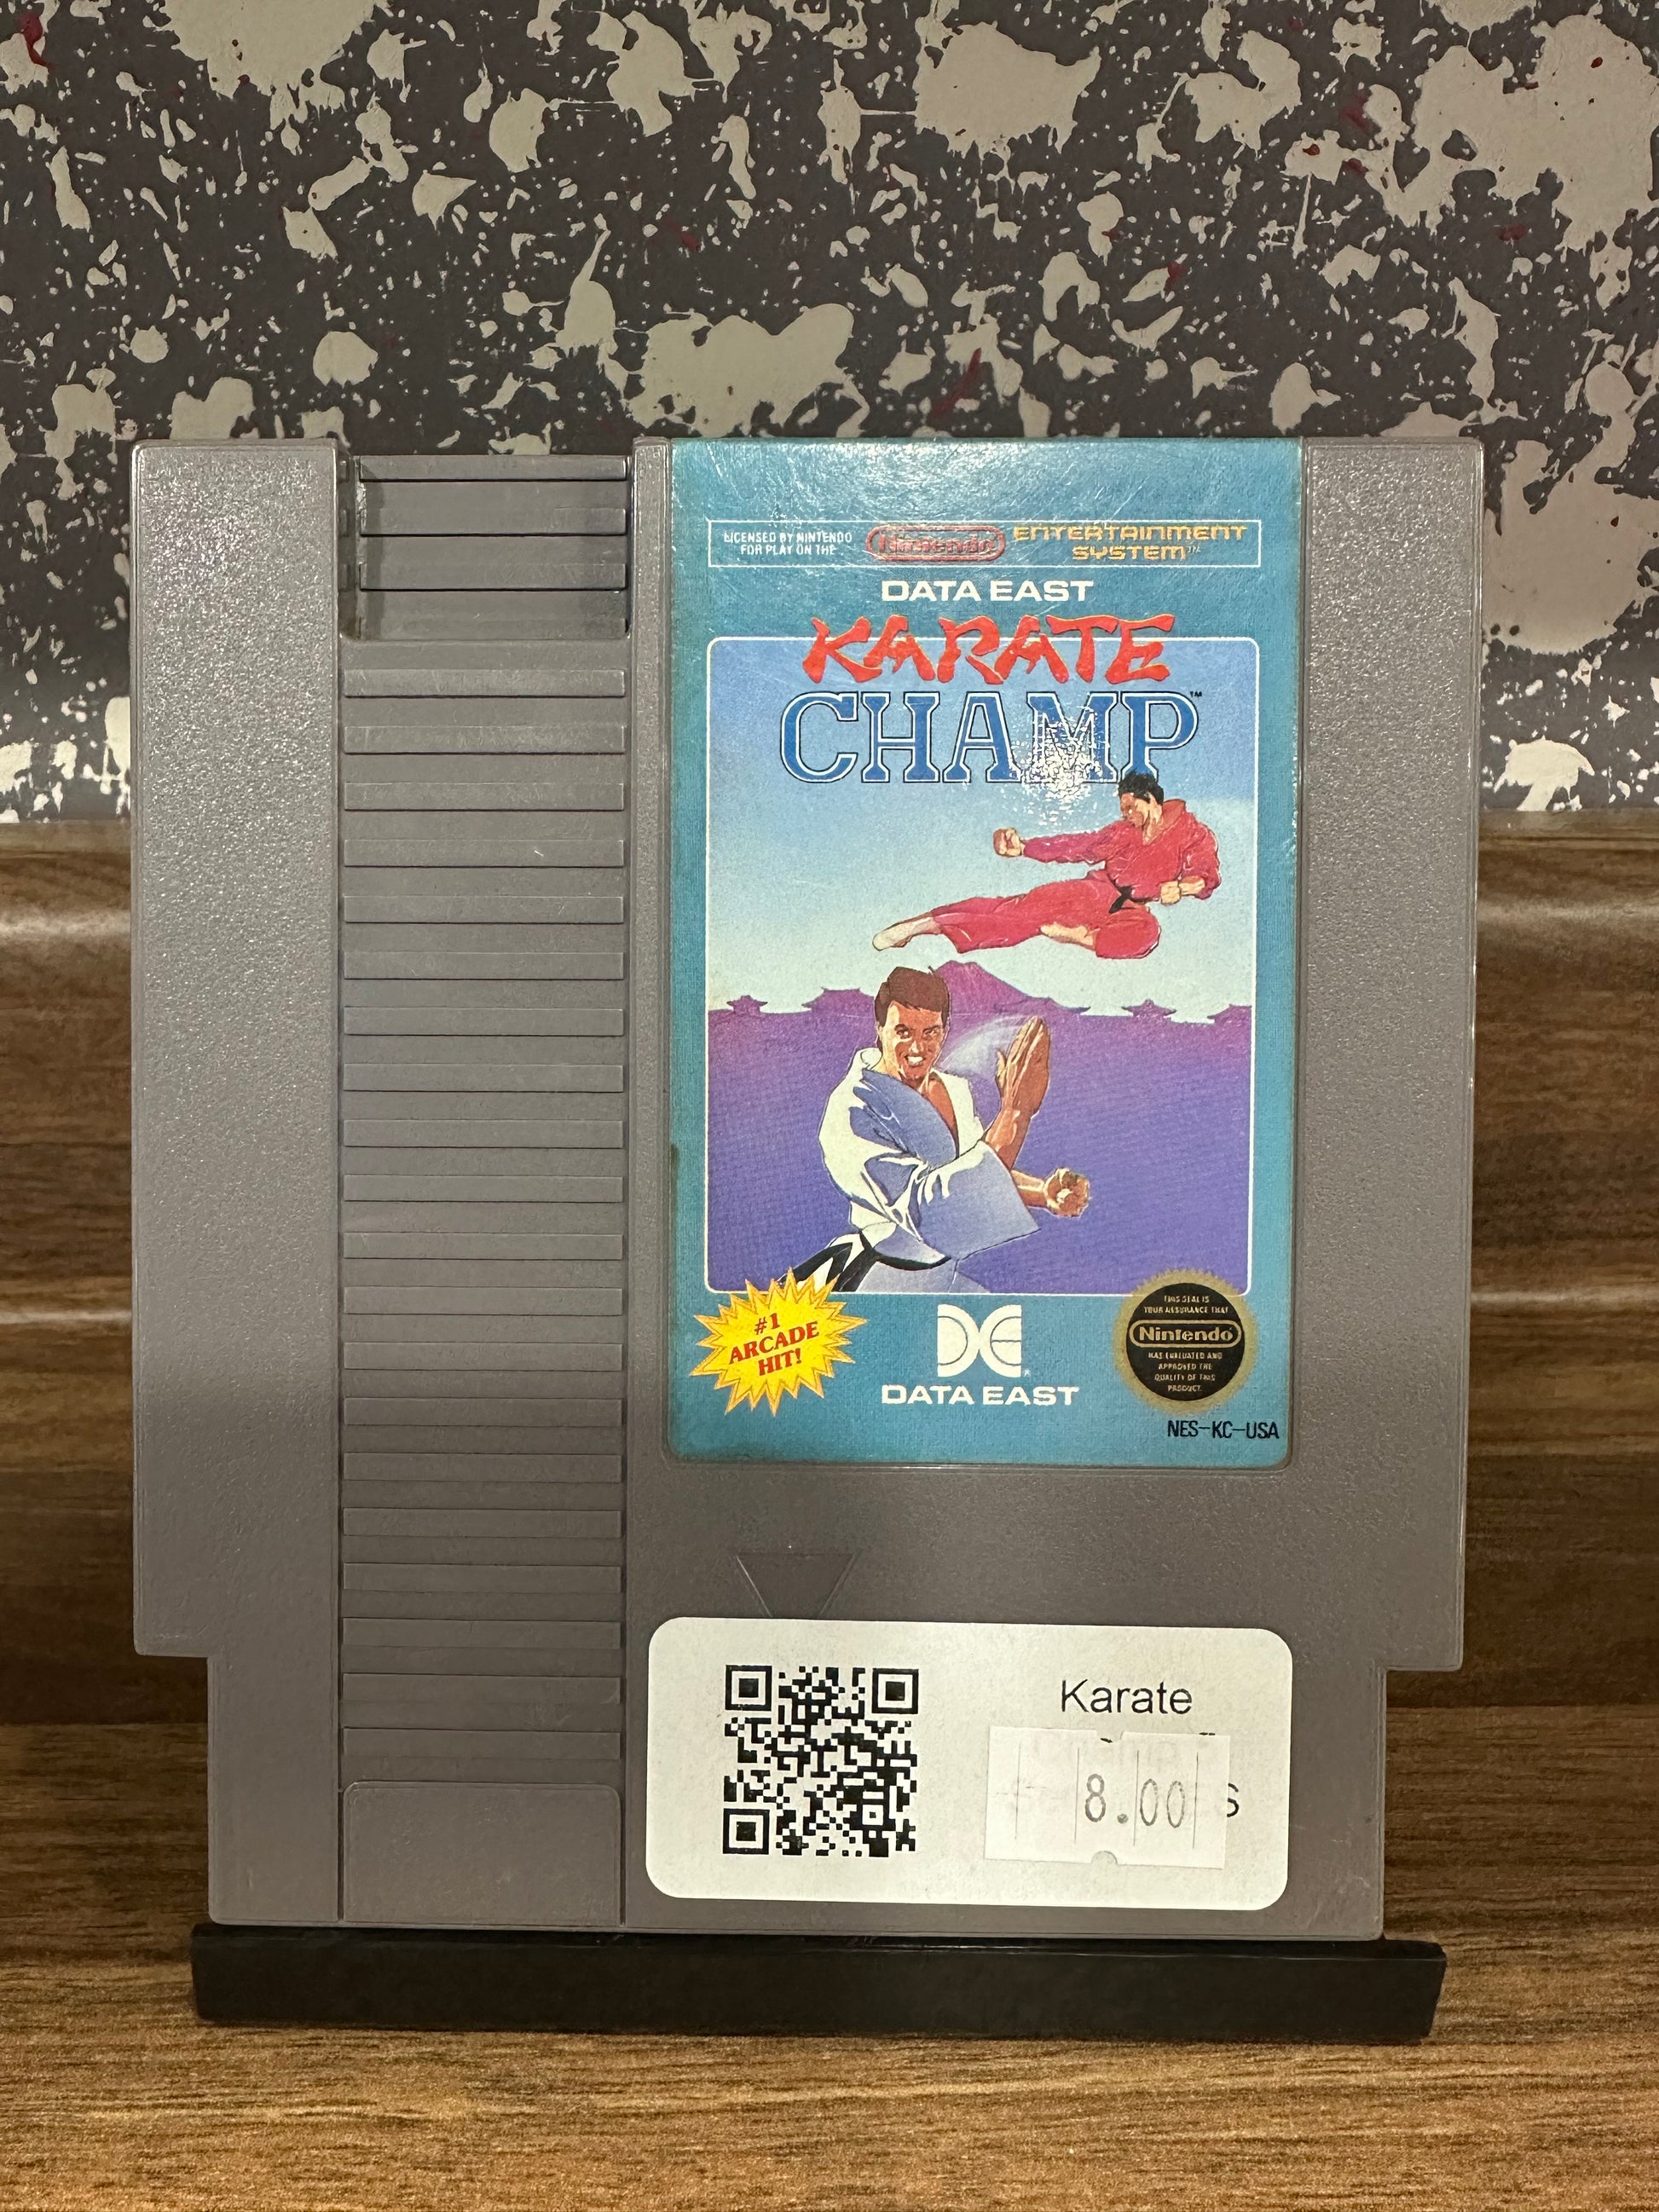 LICENSED BY NINTENDO
FOR PLAY ON THE
Nintendo
ENTERTAINMENT
SYSTEM™
DATA EAST
KARATE
CHAMP™
#1
ARCADE
HIT!
DATA EAST
THIS SEAL IS
YOUR ASSURANCE THAT
Nintendo
HAS EVALUATED AND
APPROVED THE
QUALITY OF THIS
PRODUCT.
NES-KC-USA
Karate
8.00
S